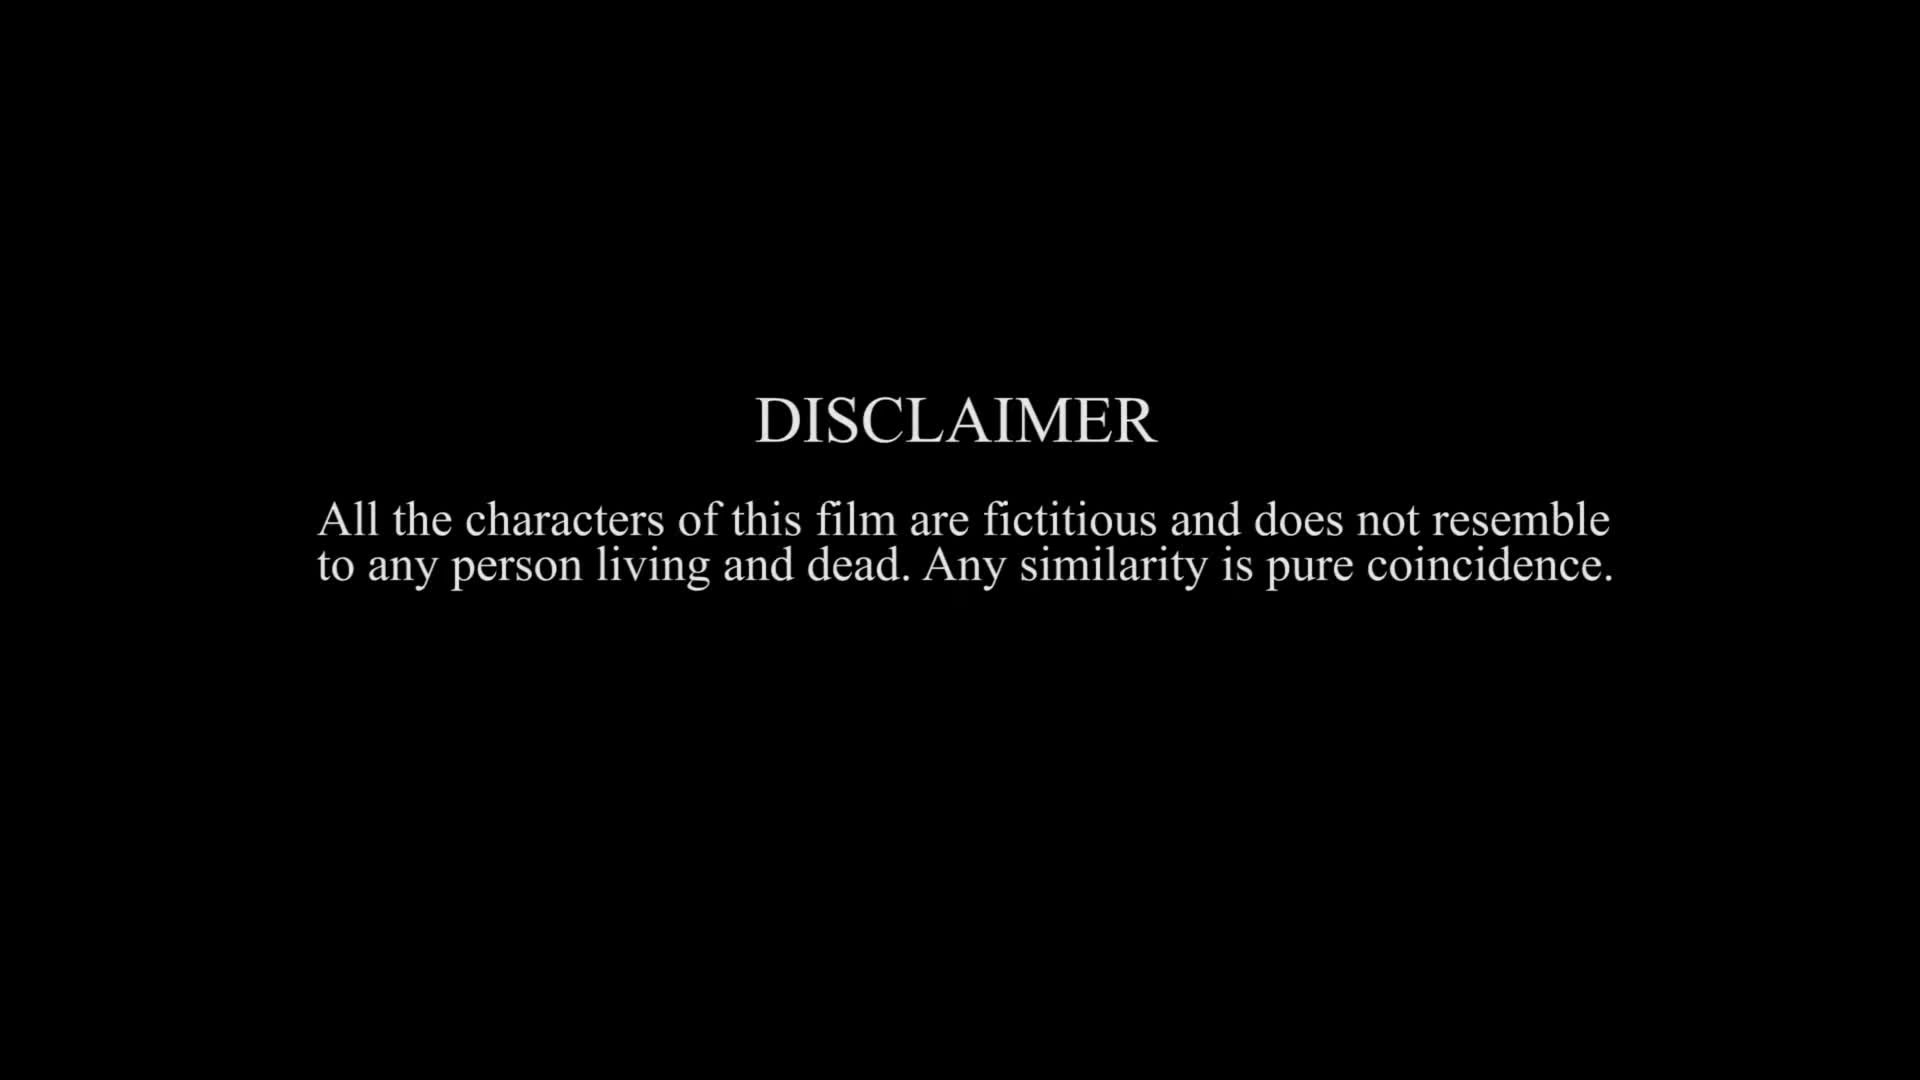 DISCLAIMER
All the characters of this film are fictitious and does not resemble
to any person living and dead. Any similarity is pure coincidence.